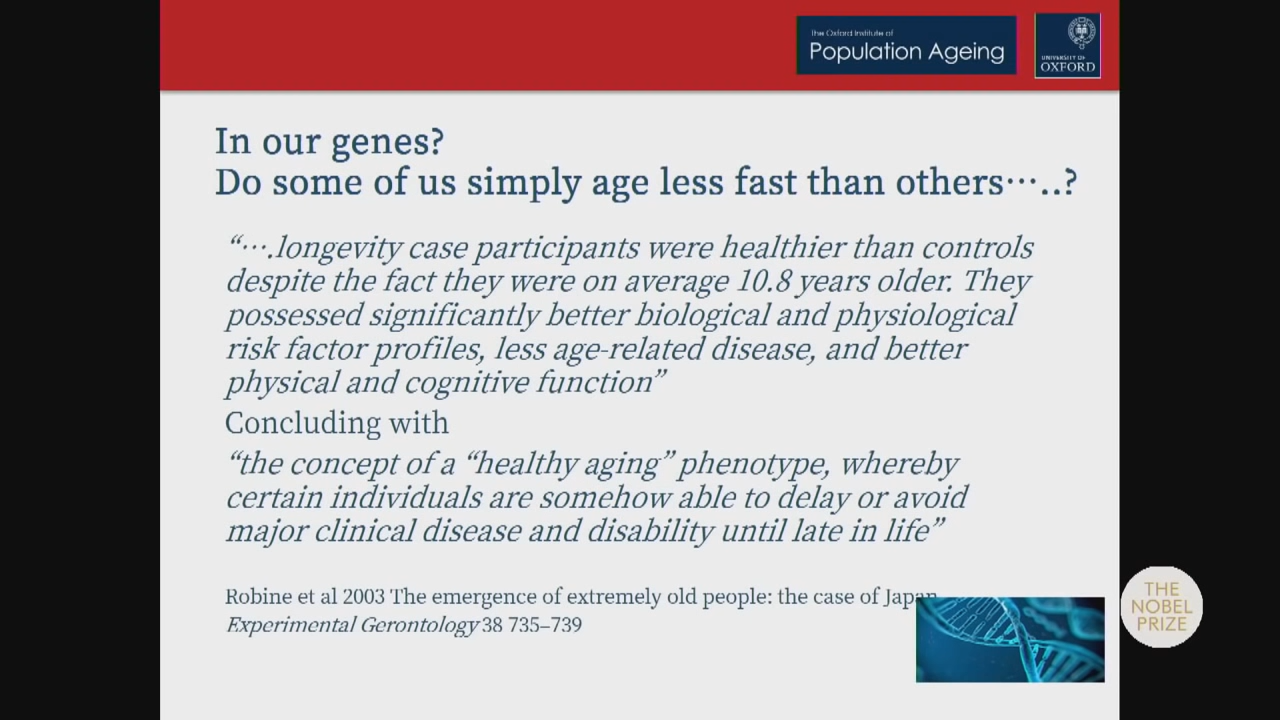 The Oxford Institute of
Population Ageing
UNIVERSITY OF
OXFORD
In our genes?
Do some of us simply age less fast than others…..?
“….longevity case participants were healthier than controls
despite the fact they were on average 10.8 years older. They
possessed significantly better biological and physiological
risk factor profiles, less age-related disease, and better
physical and cognitive function”
Concluding with
“the concept of a “healthy aging” phenotype, whereby
certain individuals are somehow able to delay or avoid
major clinical disease and disability until late in life”
Robine et al 2003 The emergence of extremely old people: the case of Japan
Experimental Gerontology 38 735–739
THE
NOBEL
PRIZE